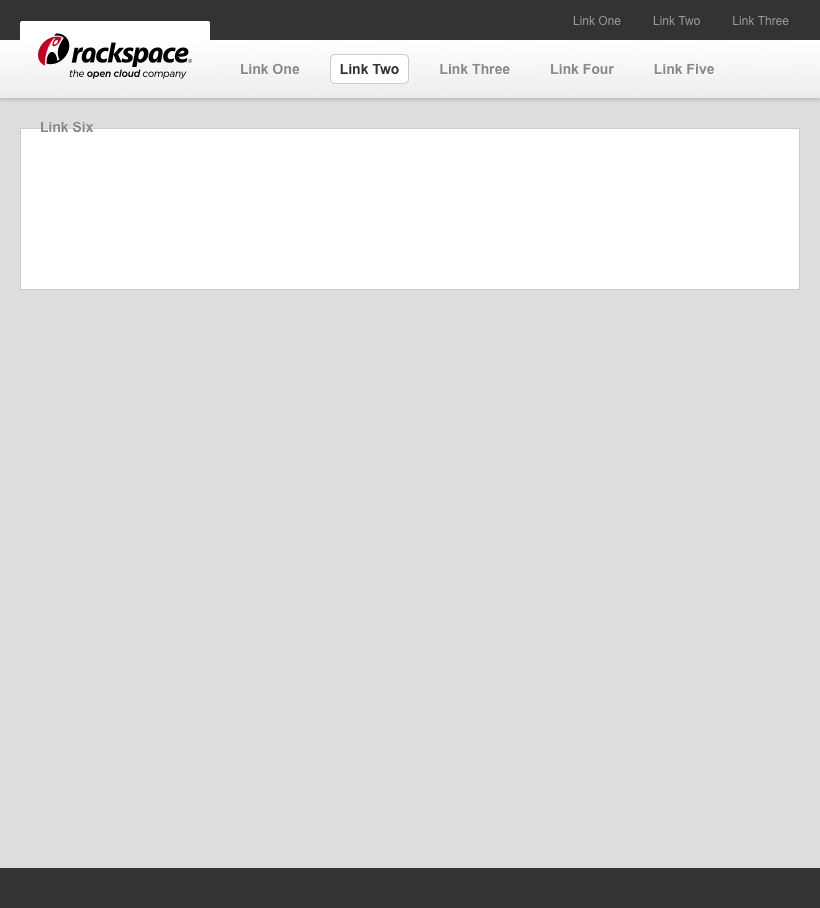 Link One Link Two Link Three
rackspace.
the open cloud company
Link One Link Two Link Three Link Four Link Five
Link Six